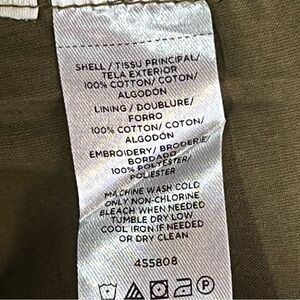 SHELL / TISSU PRINCIPAL/
TELA EXTERIOR
100% COTTON/ COTON/
ALGODÓN
LINING / DOUBLURE/
FORRO
100% COTTON/ COTON/
ALGODÓN
EMBROIDERY/ BRODERIE/
BORDADO
100% POLYESTER/
POLIESTER
MACHINE WASH COLD
ONLY NON-CHLORINE
BLEACH WHEN NEEDED
TUMBLE DRY LOW
COOL IRON IF NEEDED
OR DRY CLEAN
455808